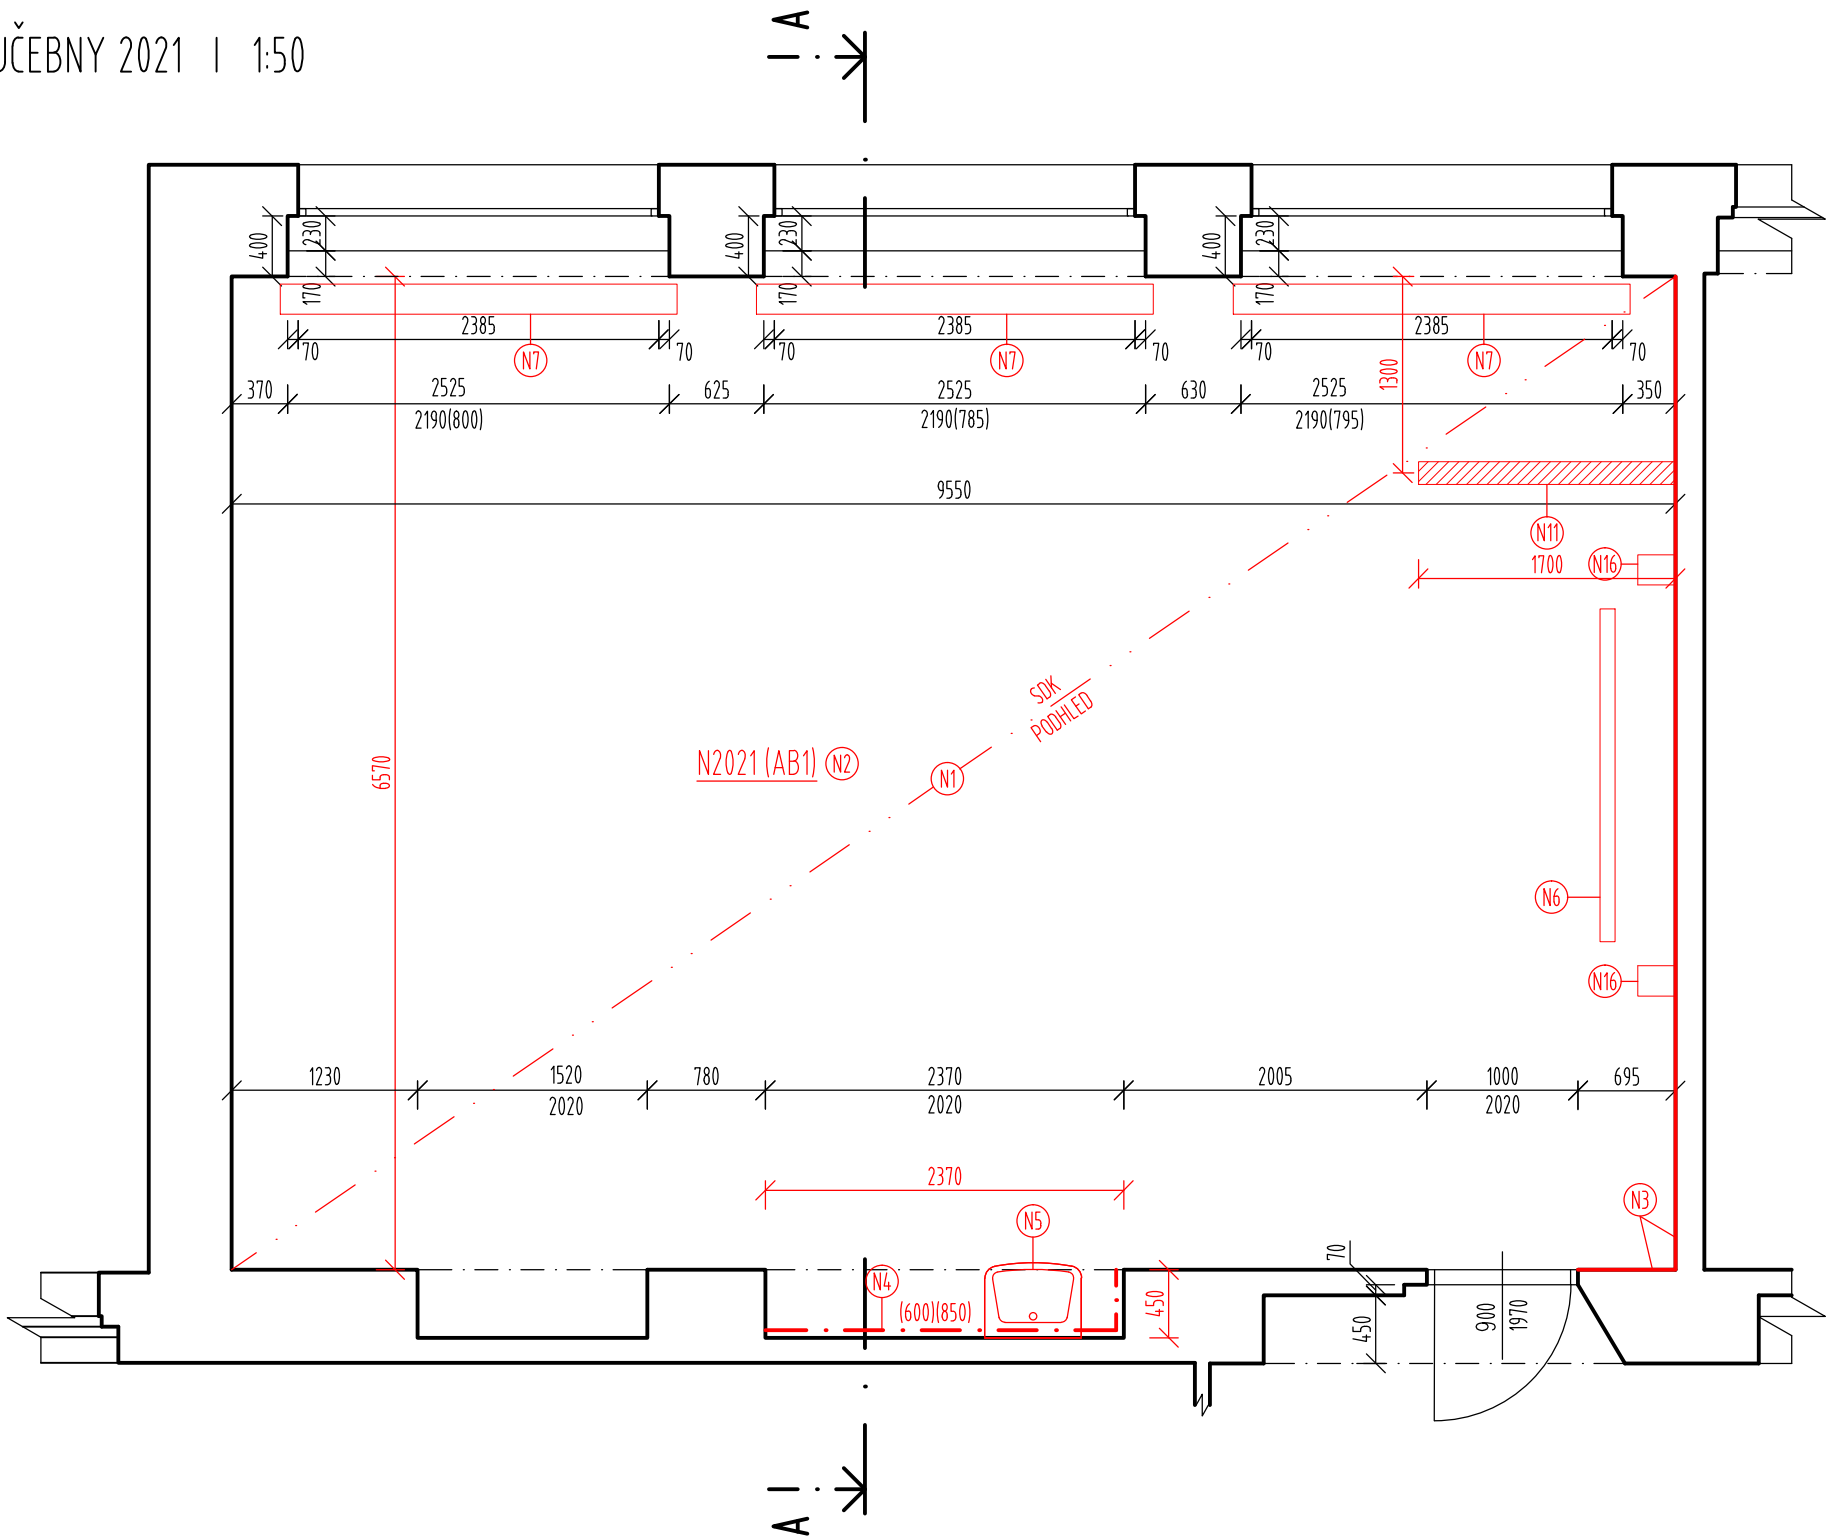 A
UČEBNY 2021 | 1:50
400 230 400 230 400 230
170 170 170
2385 2385 2385
70 70 70 70 70 70
N7 N7 N7
1300
370 2525 625 2525 630 2525 350
2190(800) 2190(785) 2190(795)
9550
N11
N16
1700
SDK
PODHLED
6570
N2021 (AB1) N2
N1
N6
N16
1230 1520 780 2370 2005 1000 695
2020 2020 2020
2370
N3
N5
70
N4
(600)(850)
450
450
900
1970
A